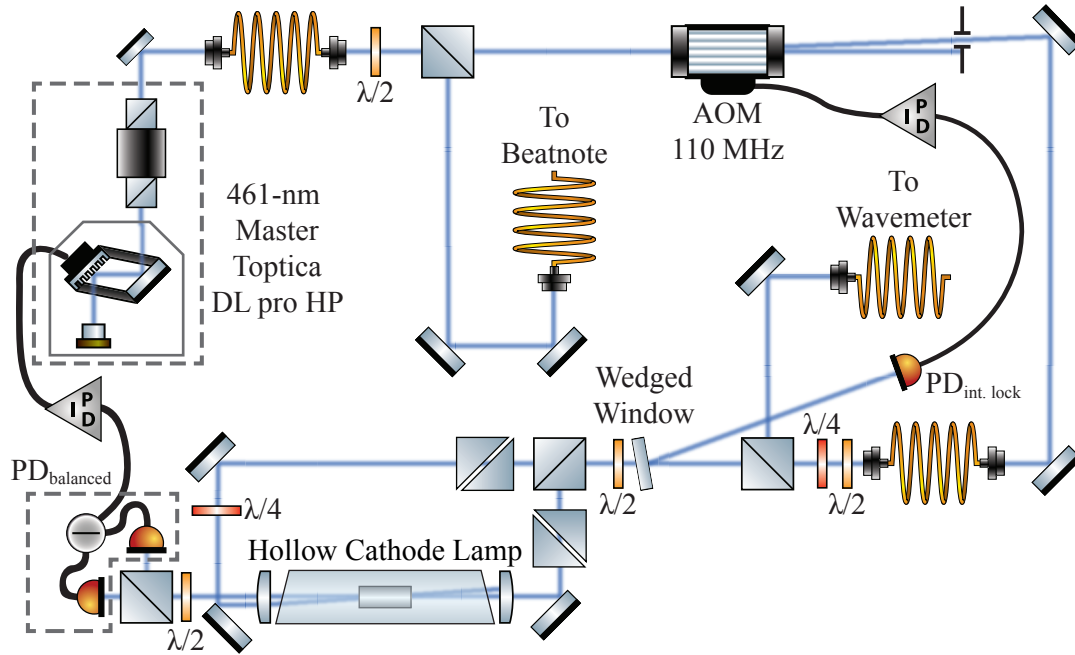 λ/2
AOM
110 MHz
P
I
D
To
Beatnote
To
Wavemeter
461-nm
Master
Toptica
DL pro HP
PDint. lock
Wedged
Window
λ/4
λ/2
λ/2
P
I
D
PDbalanced
λ/4
Hollow Cathode Lamp
λ/2